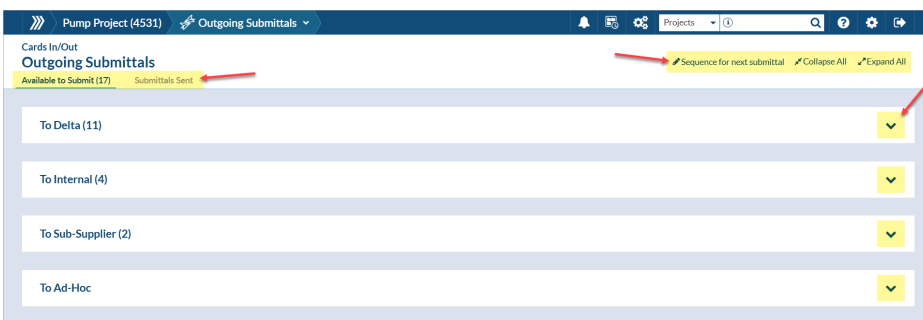 Pump Project (4531) Outgoing Submittals Projects
Cards In/Out
Outgoing Submittals
Sequence for next submittal Collapse All Expand All
Available to Submit (17) Submittals Sent
To Delta (11)
To Internal (4)
To Sub-Supplier (2)
To Ad-Hoc